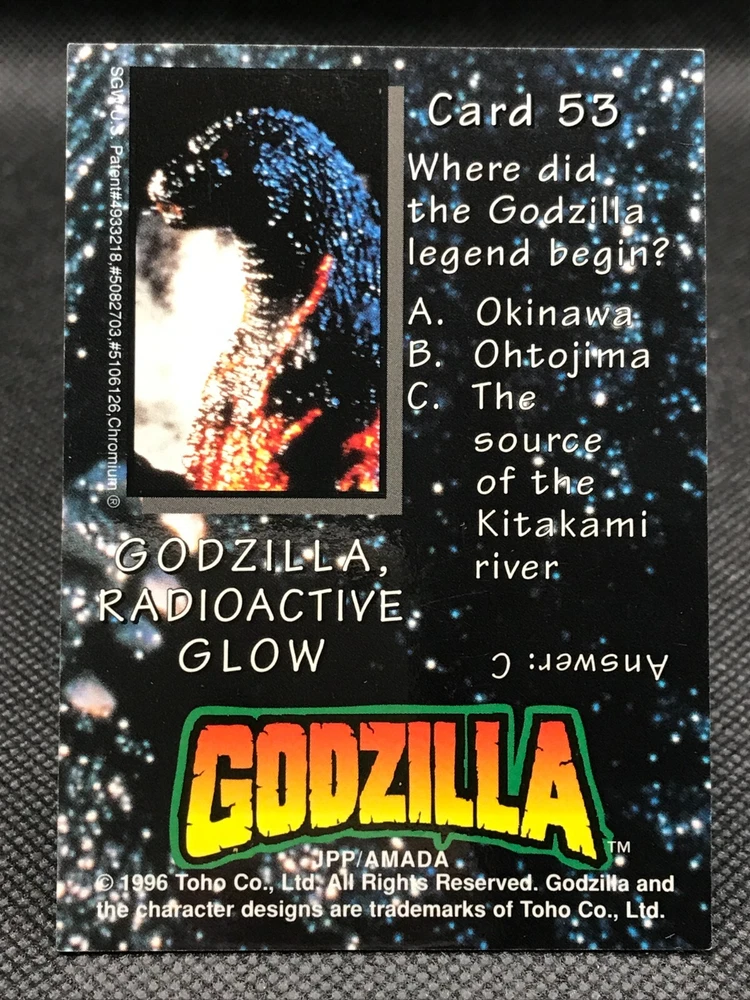 SGW U.S. Patent#4933218,#5082703,#5106126,Chromium ®
Card 53
Where did
the Godzilla
legend begin?
A. Okinawa
B. Ohtojima
C. The
source
of the
Kitakami
river
Answer: C
GODZILLA,
RADIOACTIVE
GLOW
GODZILLA™
JPP/AMADA
© 1996 Toho Co., Ltd. All Rights Reserved. Godzilla and
the character designs are trademarks of Toho Co., Ltd.